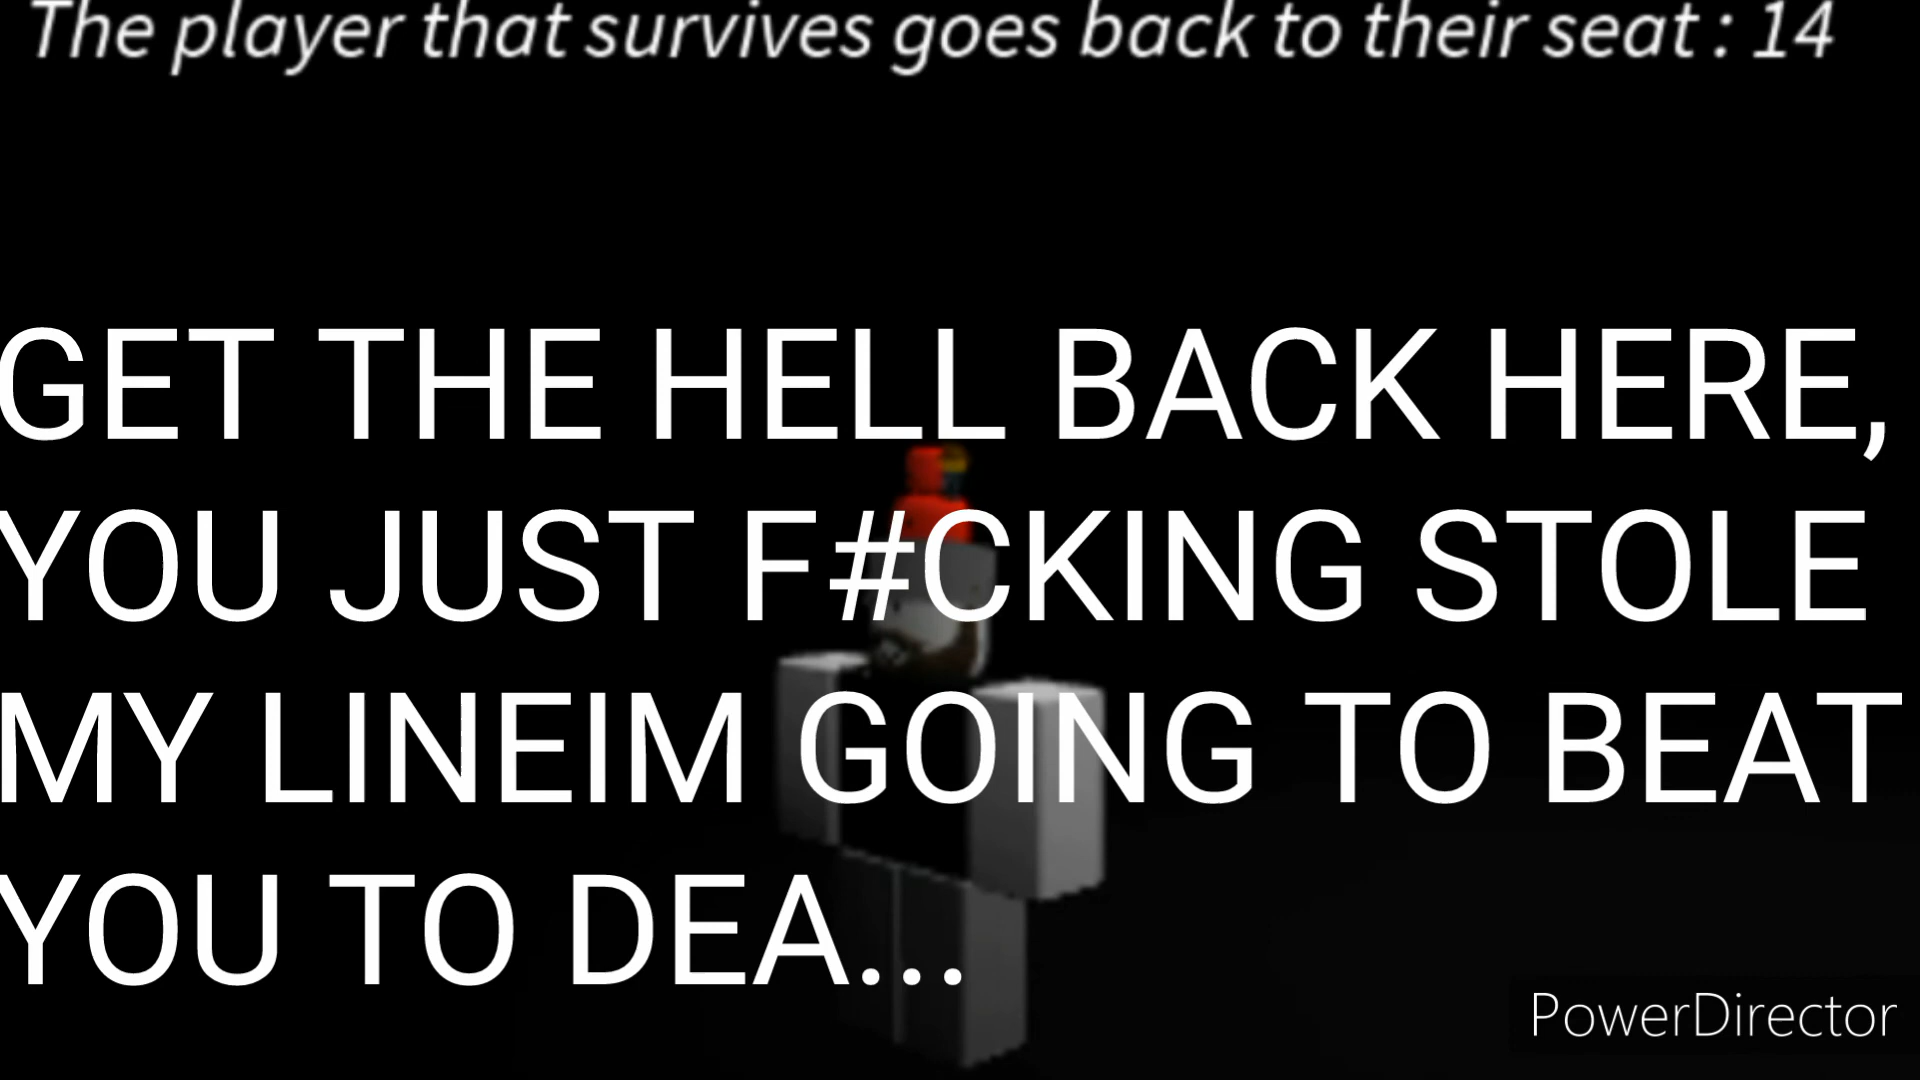 The player that survives goes back to their seat : 14
GET THE HELL BACK HERE,
YOU JUST F#CKING STOLE
MY LINEIM GOING TO BEAT
YOU TO DEA...
PowerDirector